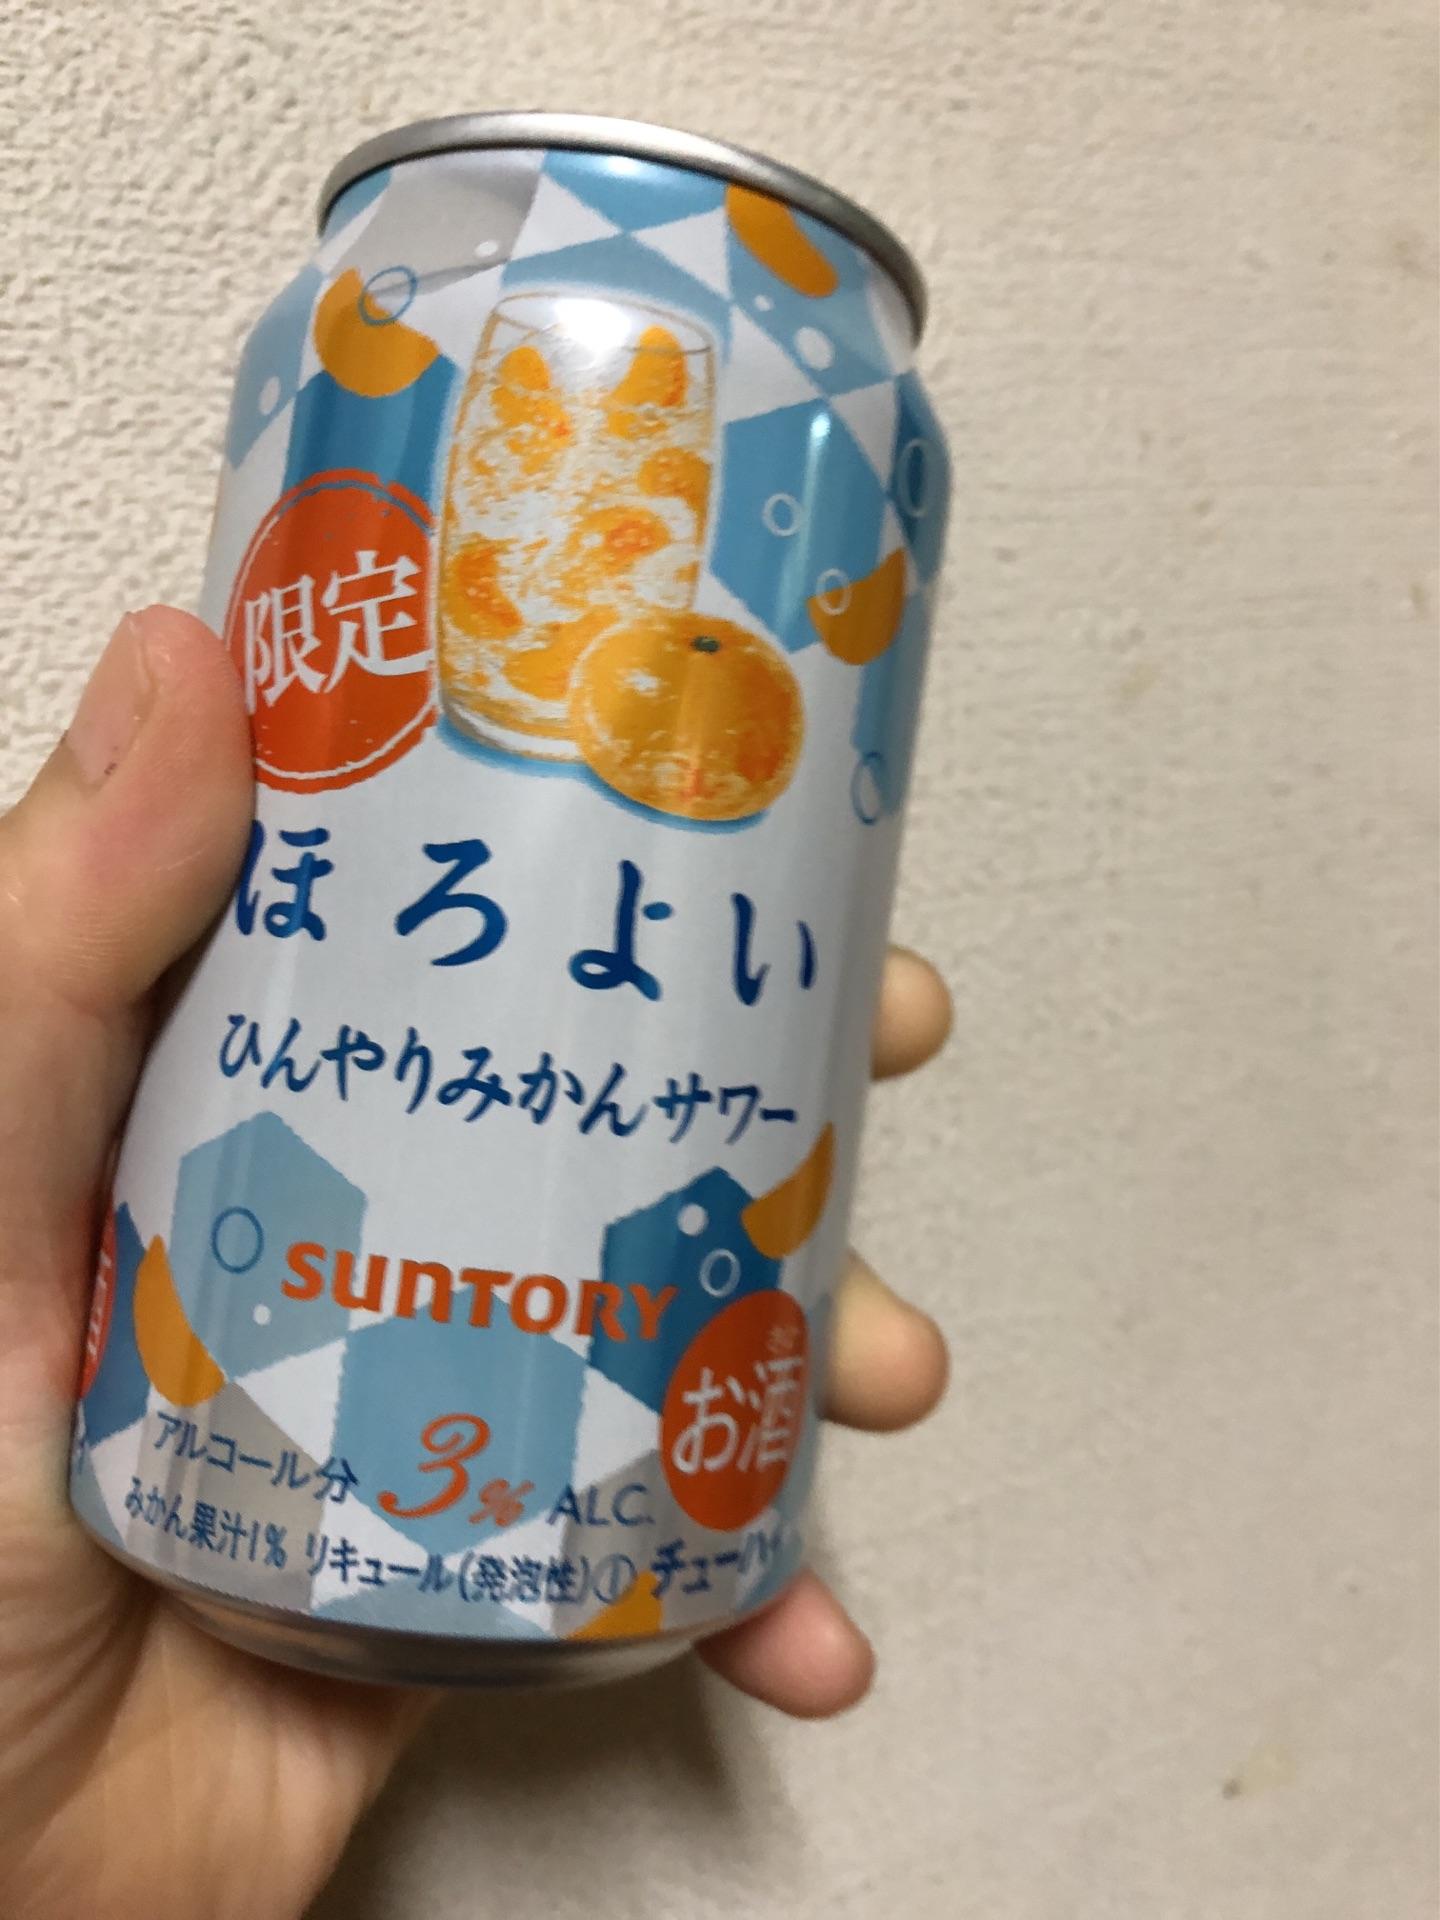 限定
ほろよい
ひんやりみかんサワー
SUNTORY
お酒
アルコール分 3% ALC.
みかん果汁1% リキュール(発泡性)① チューハイ